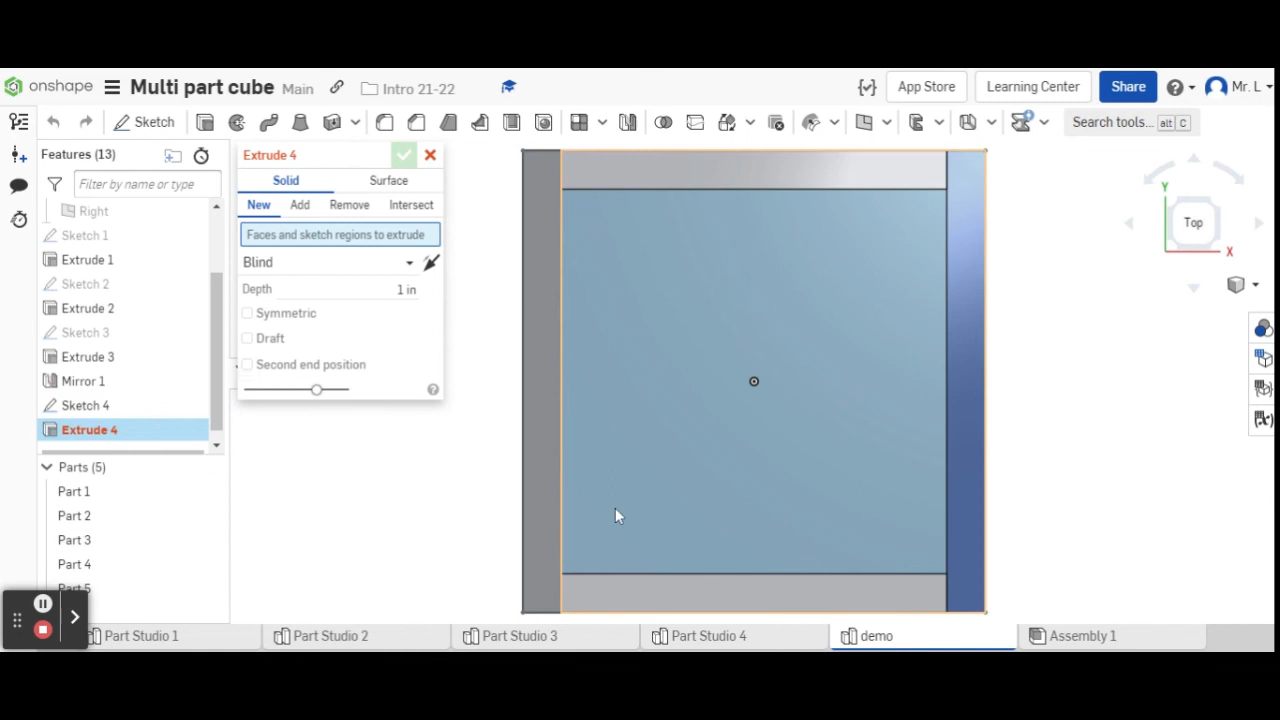 onshape Multi part cube Main Intro 21-22 App Store Learning Center Share Mr. L
Sketch Search tools... alt C
Features (13)
Filter by name or type
Right
Sketch 1
Extrude 1
Sketch 2
Extrude 2
Sketch 3
Extrude 3
Mirror 1
Sketch 4
Extrude 4
Parts (5)
Part 1
Part 2
Part 3
Part 4
Part 5
Extrude 4
Solid Surface
New Add Remove Intersect
Faces and sketch regions to extrude
Blind
Depth 1 in
Symmetric
Draft
Second end position
Y
Top
X
Part Studio 1 Part Studio 2 Part Studio 3 Part Studio 4 demo Assembly 1